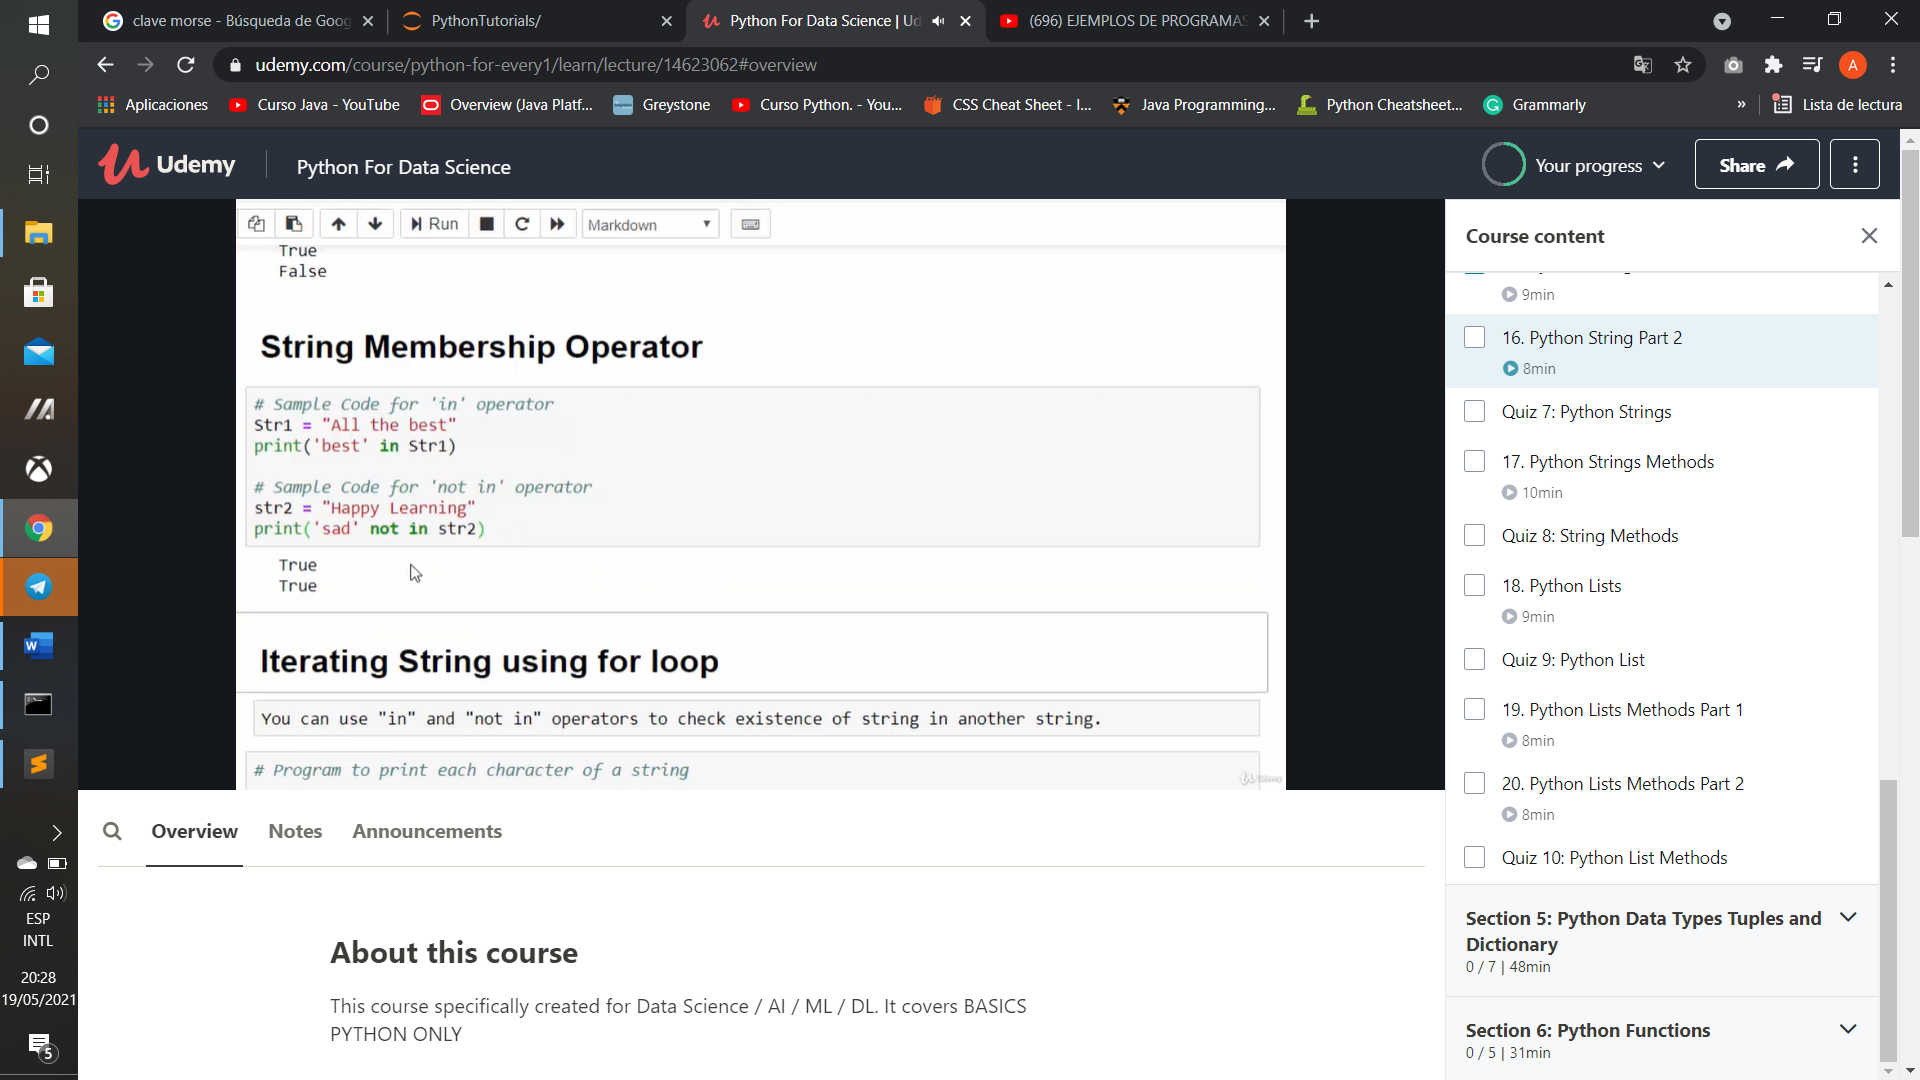 clave morse - Búsqueda de Goog
PythonTutorials/
Python For Data Science | Ud
(696) EJEMPLOS DE PROGRAMAS
udemy.com/course/python-for-every1/learn/lecture/14623062#overview
A
Aplicaciones
Curso Java - YouTube
Overview (Java Platf...
Greystone
Curso Python. - You...
CSS Cheat Sheet - I...
Java Programming...
Python Cheatsheet...
Grammarly
»
Lista de lectura
Udemy
Python For Data Science
Your progress
Share
Run
Markdown
True
False
String Membership Operator
# Sample Code for 'in' operator
Str1 = "All the best"
print('best' in Str1)
# Sample Code for 'not in' operator
str2 = "Happy Learning"
print('sad' not in str2)
True
True
Iterating String using for loop
You can use "in" and "not in" operators to check existence of string in another string.
# Program to print each character of a string
Udemy
Course content
9min
16. Python String Part 2
8min
Quiz 7: Python Strings
17. Python Strings Methods
10min
Quiz 8: String Methods
18. Python Lists
9min
Quiz 9: Python List
19. Python Lists Methods Part 1
8min
20. Python Lists Methods Part 2
8min
Quiz 10: Python List Methods
Section 5: Python Data Types Tuples and
Dictionary
0 / 7 | 48min
Section 6: Python Functions
0 / 5 | 31min
Overview
Notes
Announcements
About this course
This course specifically created for Data Science / AI / ML / DL. It covers BASICS
PYTHON ONLY
ESP
INTL
20:28
19/05/2021
5